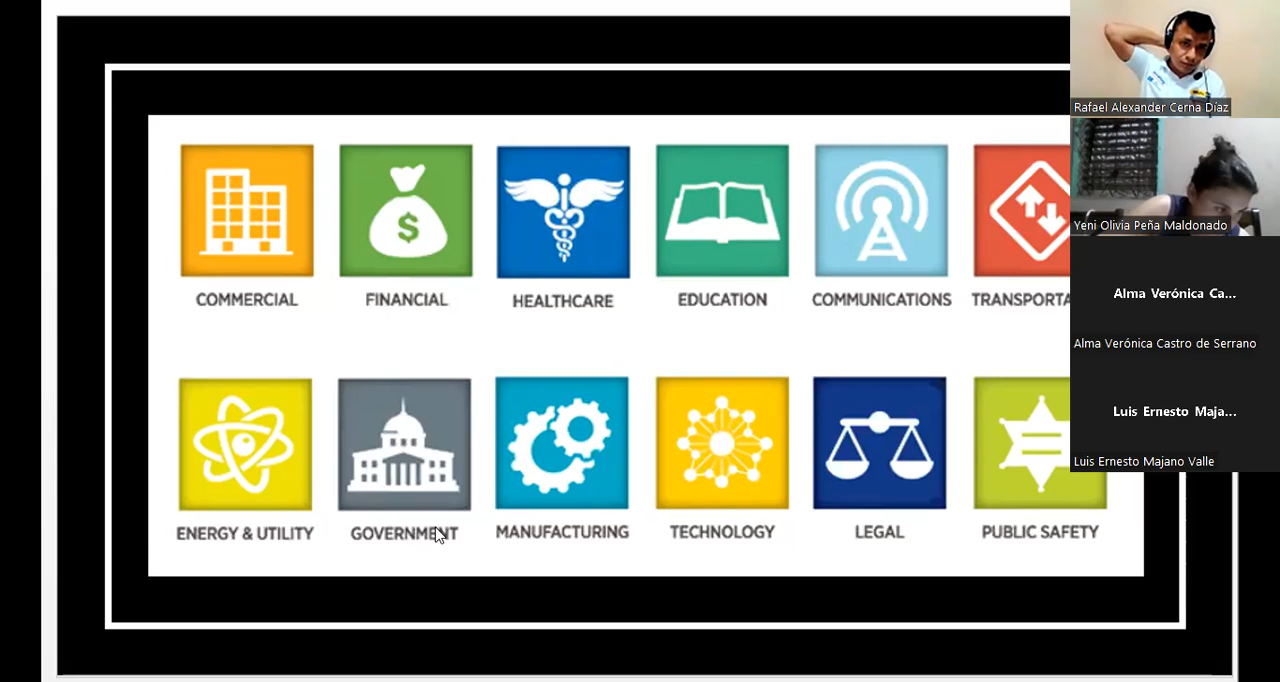 COMMERCIAL
FINANCIAL
HEALTHCARE
EDUCATION
COMMUNICATIONS
TRANSPORTA
$
ENERGY & UTILITY
GOVERNMENT
MANUFACTURING
TECHNOLOGY
LEGAL
PUBLIC SAFETY
Rafael Alexander Cerna Díaz
Yeni Olivia Peña Maldonado
Alma Verónica Ca...
Alma Verónica Castro de Serrano
Luis Ernesto Maja...
Luis Ernesto Majano Valle